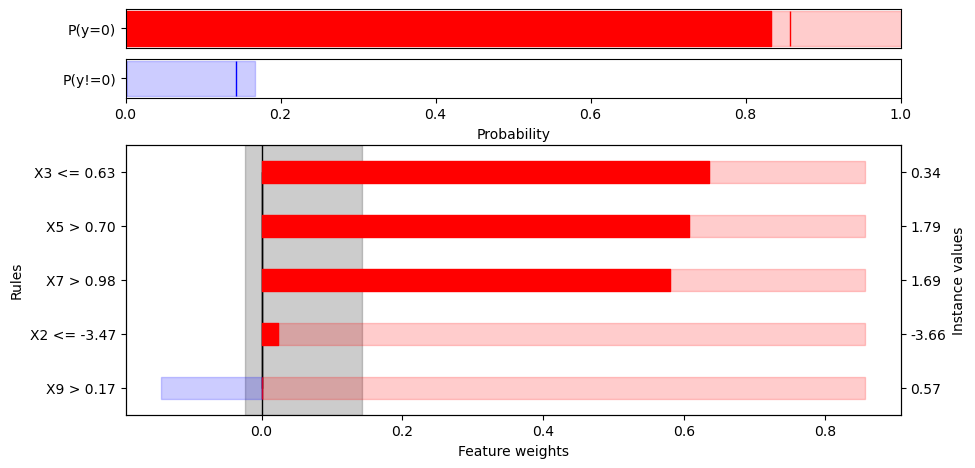 P(y=0)
P(y!=0)
0.0 0.2 0.4 0.6 0.8 1.0
Probability
X3 <= 0.63 0.34
X5 > 0.70 1.79
X7 > 0.98 1.69
X2 <= -3.47 -3.66
X9 > 0.17 0.57
Rules
Instance values
0.0 0.2 0.4 0.6 0.8
Feature weights